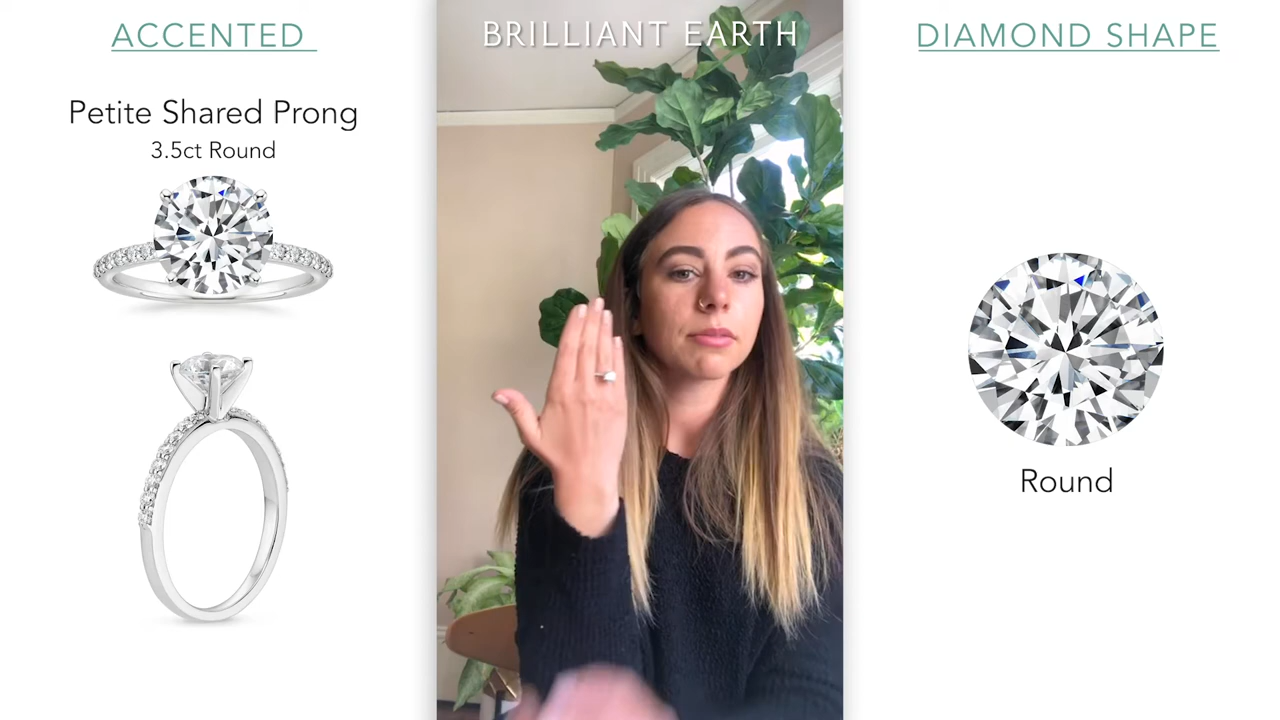 ACCENTED
Petite Shared Prong
3.5ct Round
BRILLIANT EARTH
DIAMOND SHAPE
Round